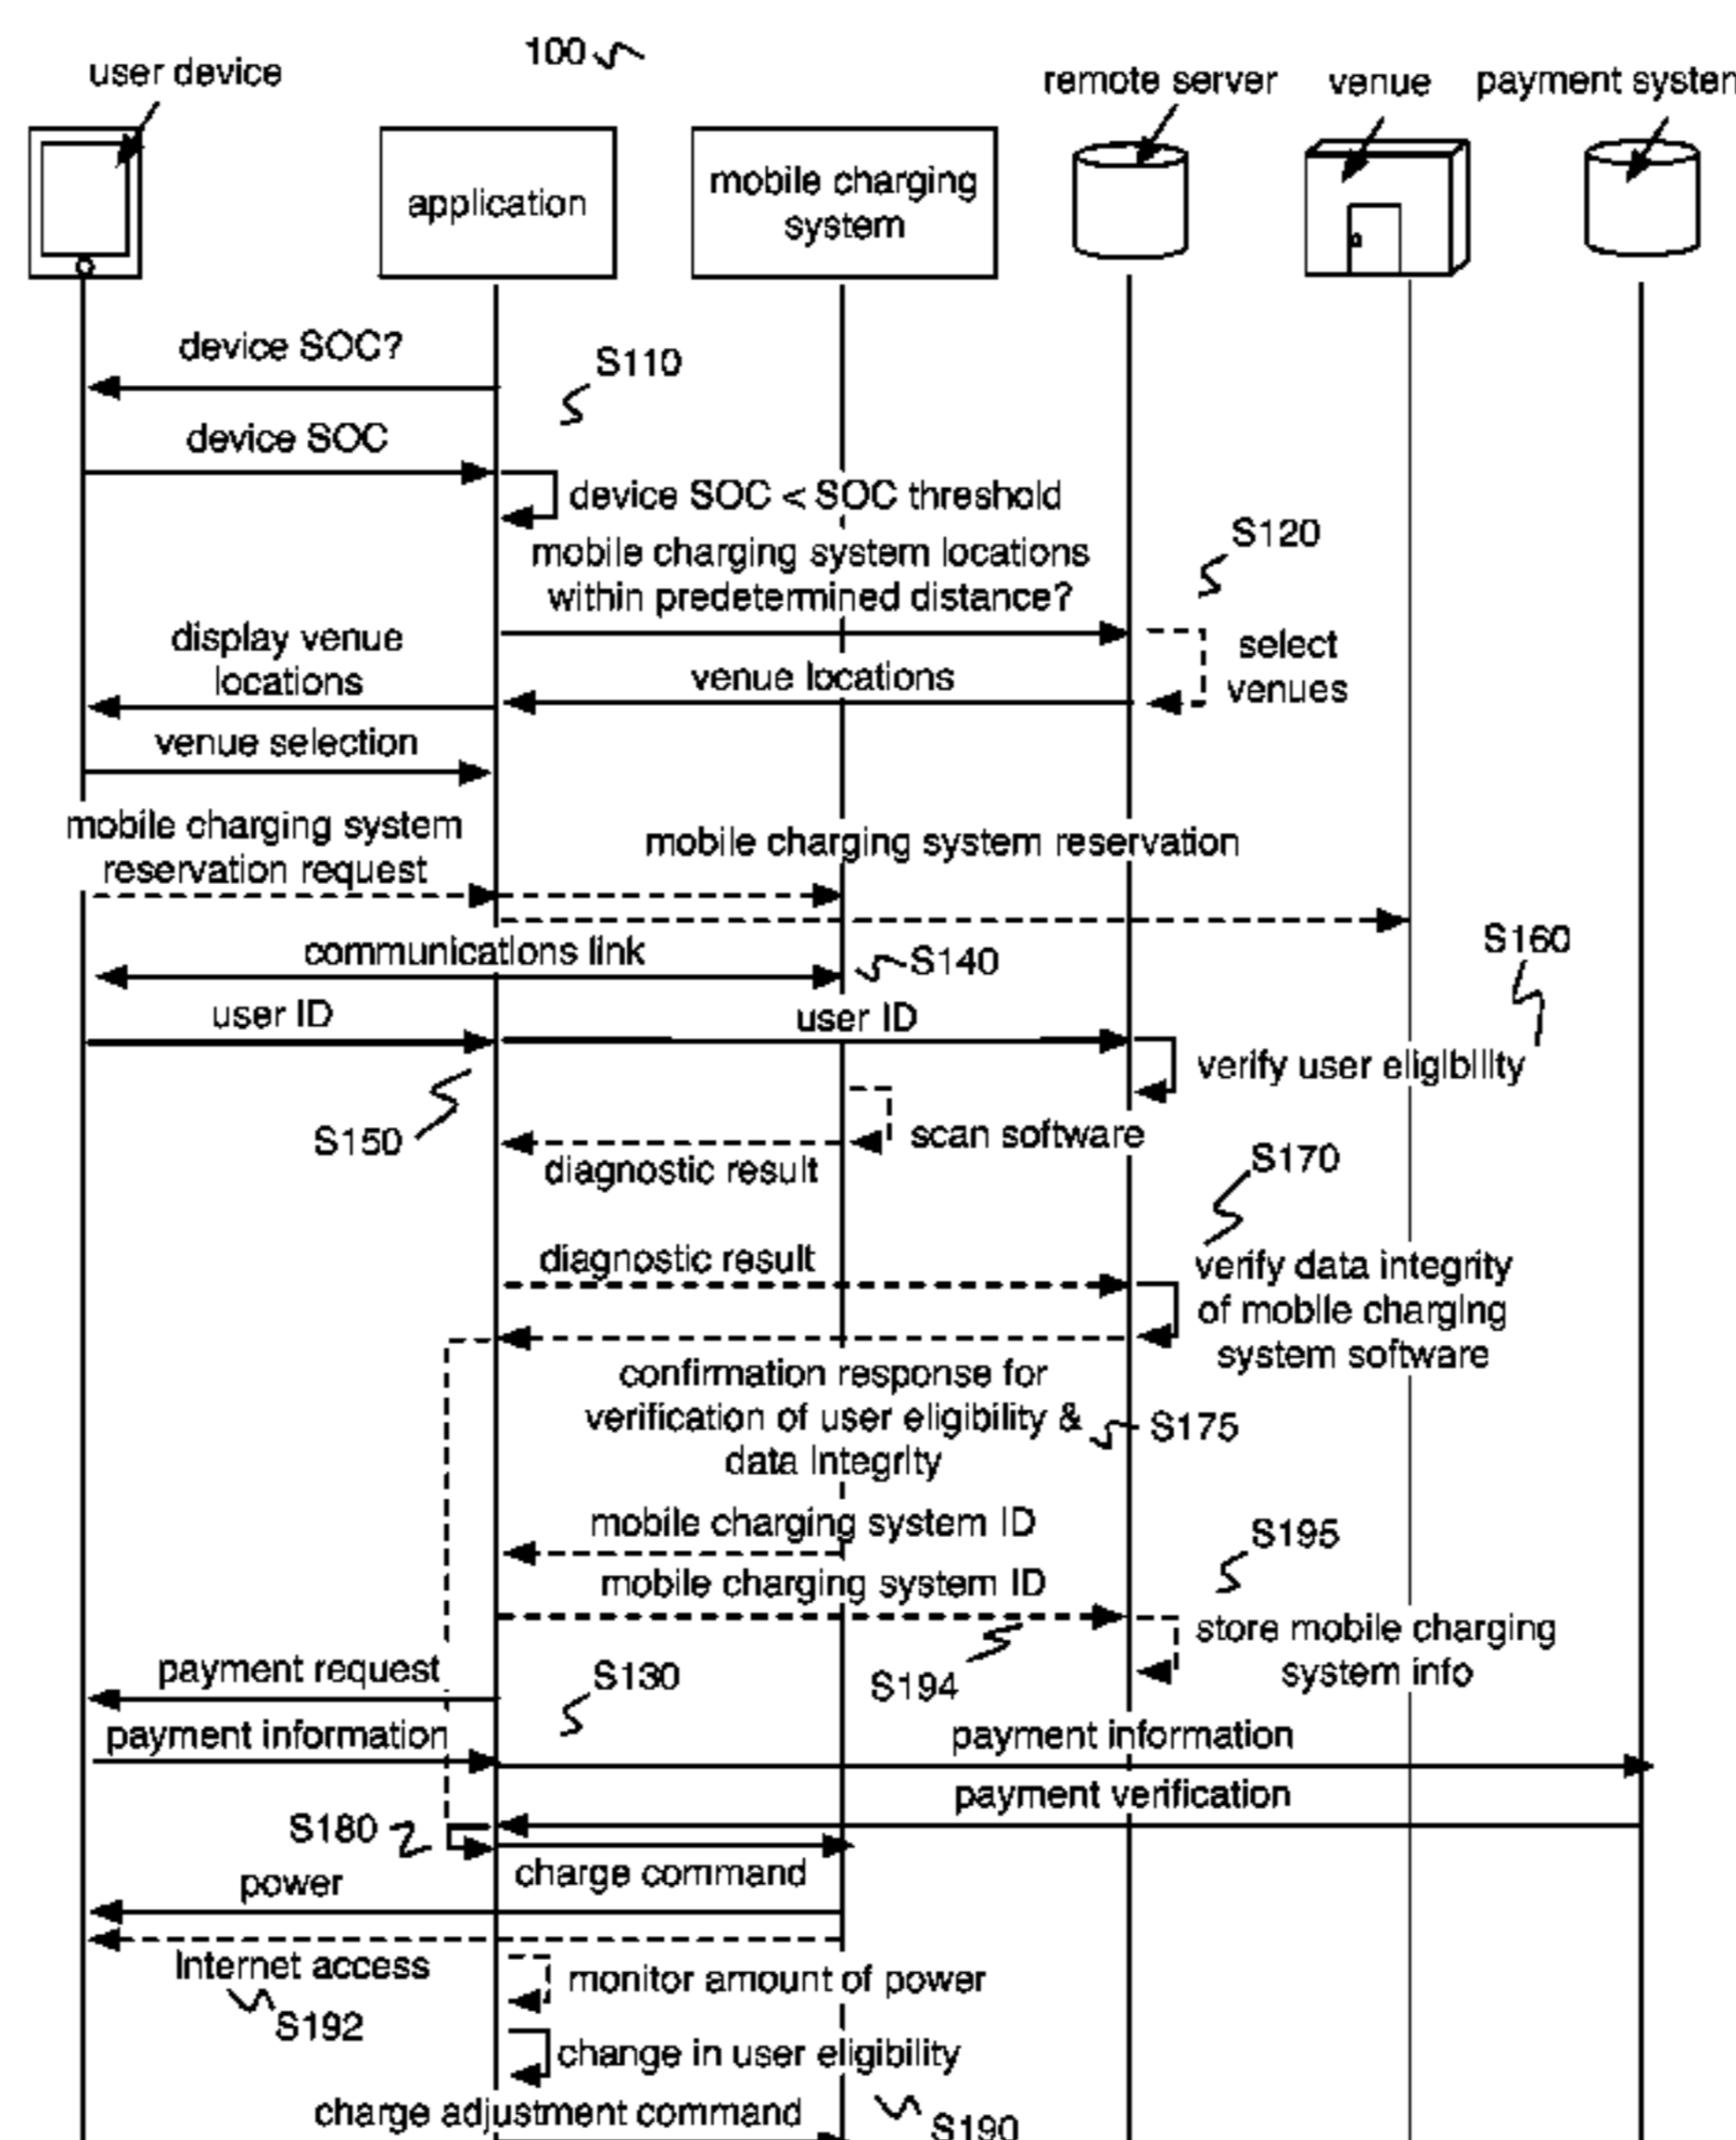 100
user device
remote server
venue
payment system
application
mobile charging
system
device SOC?
S110
device SOC
device SOC < SOC threshold
S120
mobile charging system locations
within predetermined distance?
display venue
locations
select
venues
venue locations
venue selection
mobile charging system
reservation request
mobile charging system reservation
S160
communications link
S140
user ID
user ID
verify user eligibility
S150
scan software
diagnostic result
S170
diagnostic result
verify data integrity
of mobile charging
system software
confirmation response for
verification of user eligibility &
data integrity
S175
mobile charging system ID
S195
mobile charging system ID
store mobile charging
system info
payment request
S130
S194
payment information
payment information
payment verification
S180
charge command
power
Internet access
monitor amount of power
S192
change in user eligibility
charge adjustment command
S190